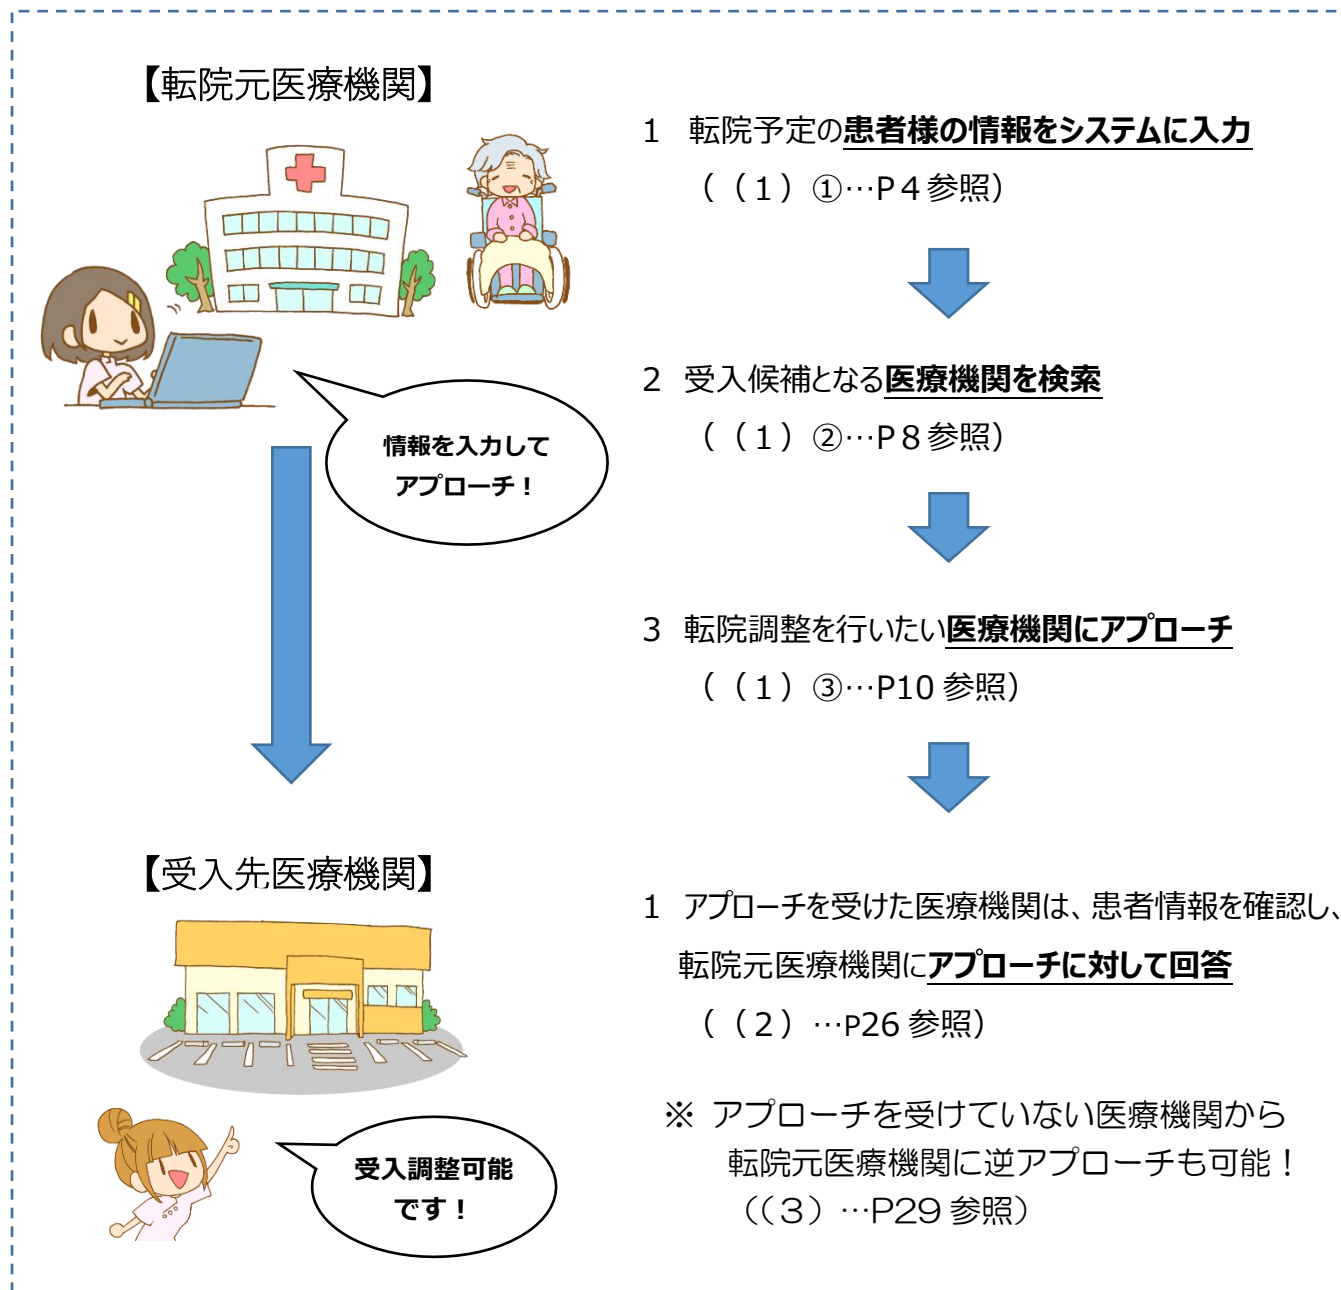 【転院元医療機関】
1 転院予定の患者様の情報をシステムに入力
（（１）①…P４参照）
情報を入力して
アプローチ！
2 受入候補となる医療機関を検索
（（１）②…P８参照）
3 転院調整を行いたい医療機関にアプローチ
（（１）③…P10 参照）
【受入先医療機関】
1 アプローチを受けた医療機関は、患者情報を確認し、
転院元医療機関にアプローチに対して回答
（（２）…P26 参照）
※ アプローチを受けていない医療機関から
転院元医療機関に逆アプローチも可能！
（（３）…P29 参照）
受入調整可能
です！